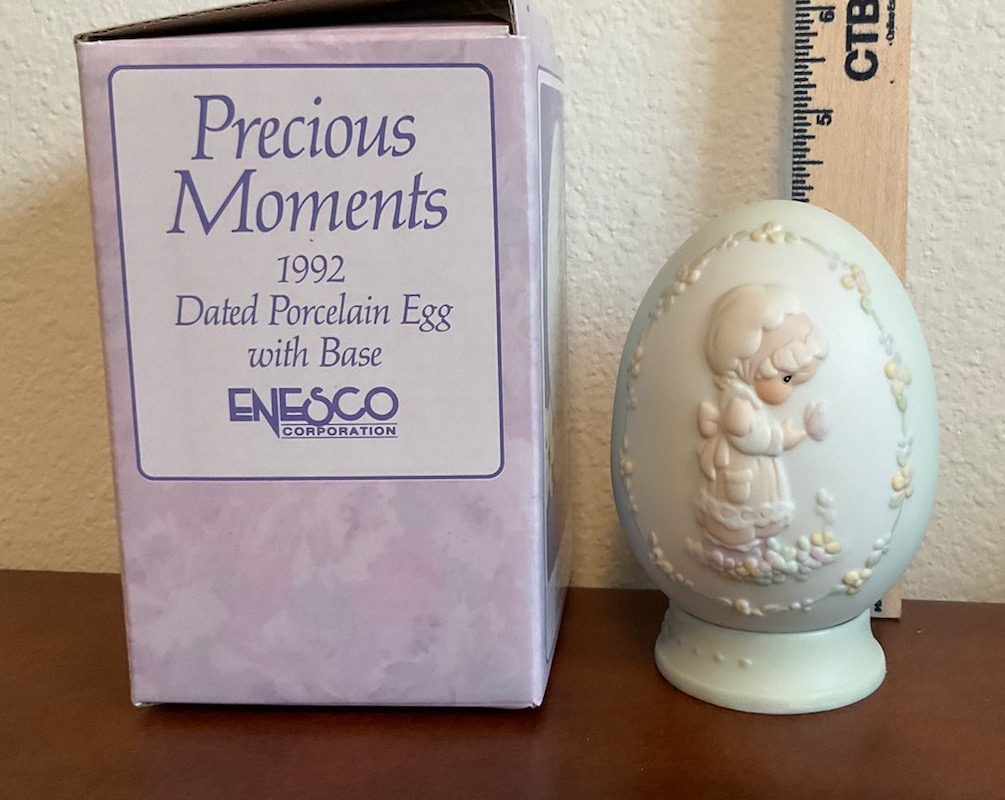 Precious
Moments
1992
Dated Porcelain Egg
with Base
ENESCO
CORPORATION
6
CTB
5